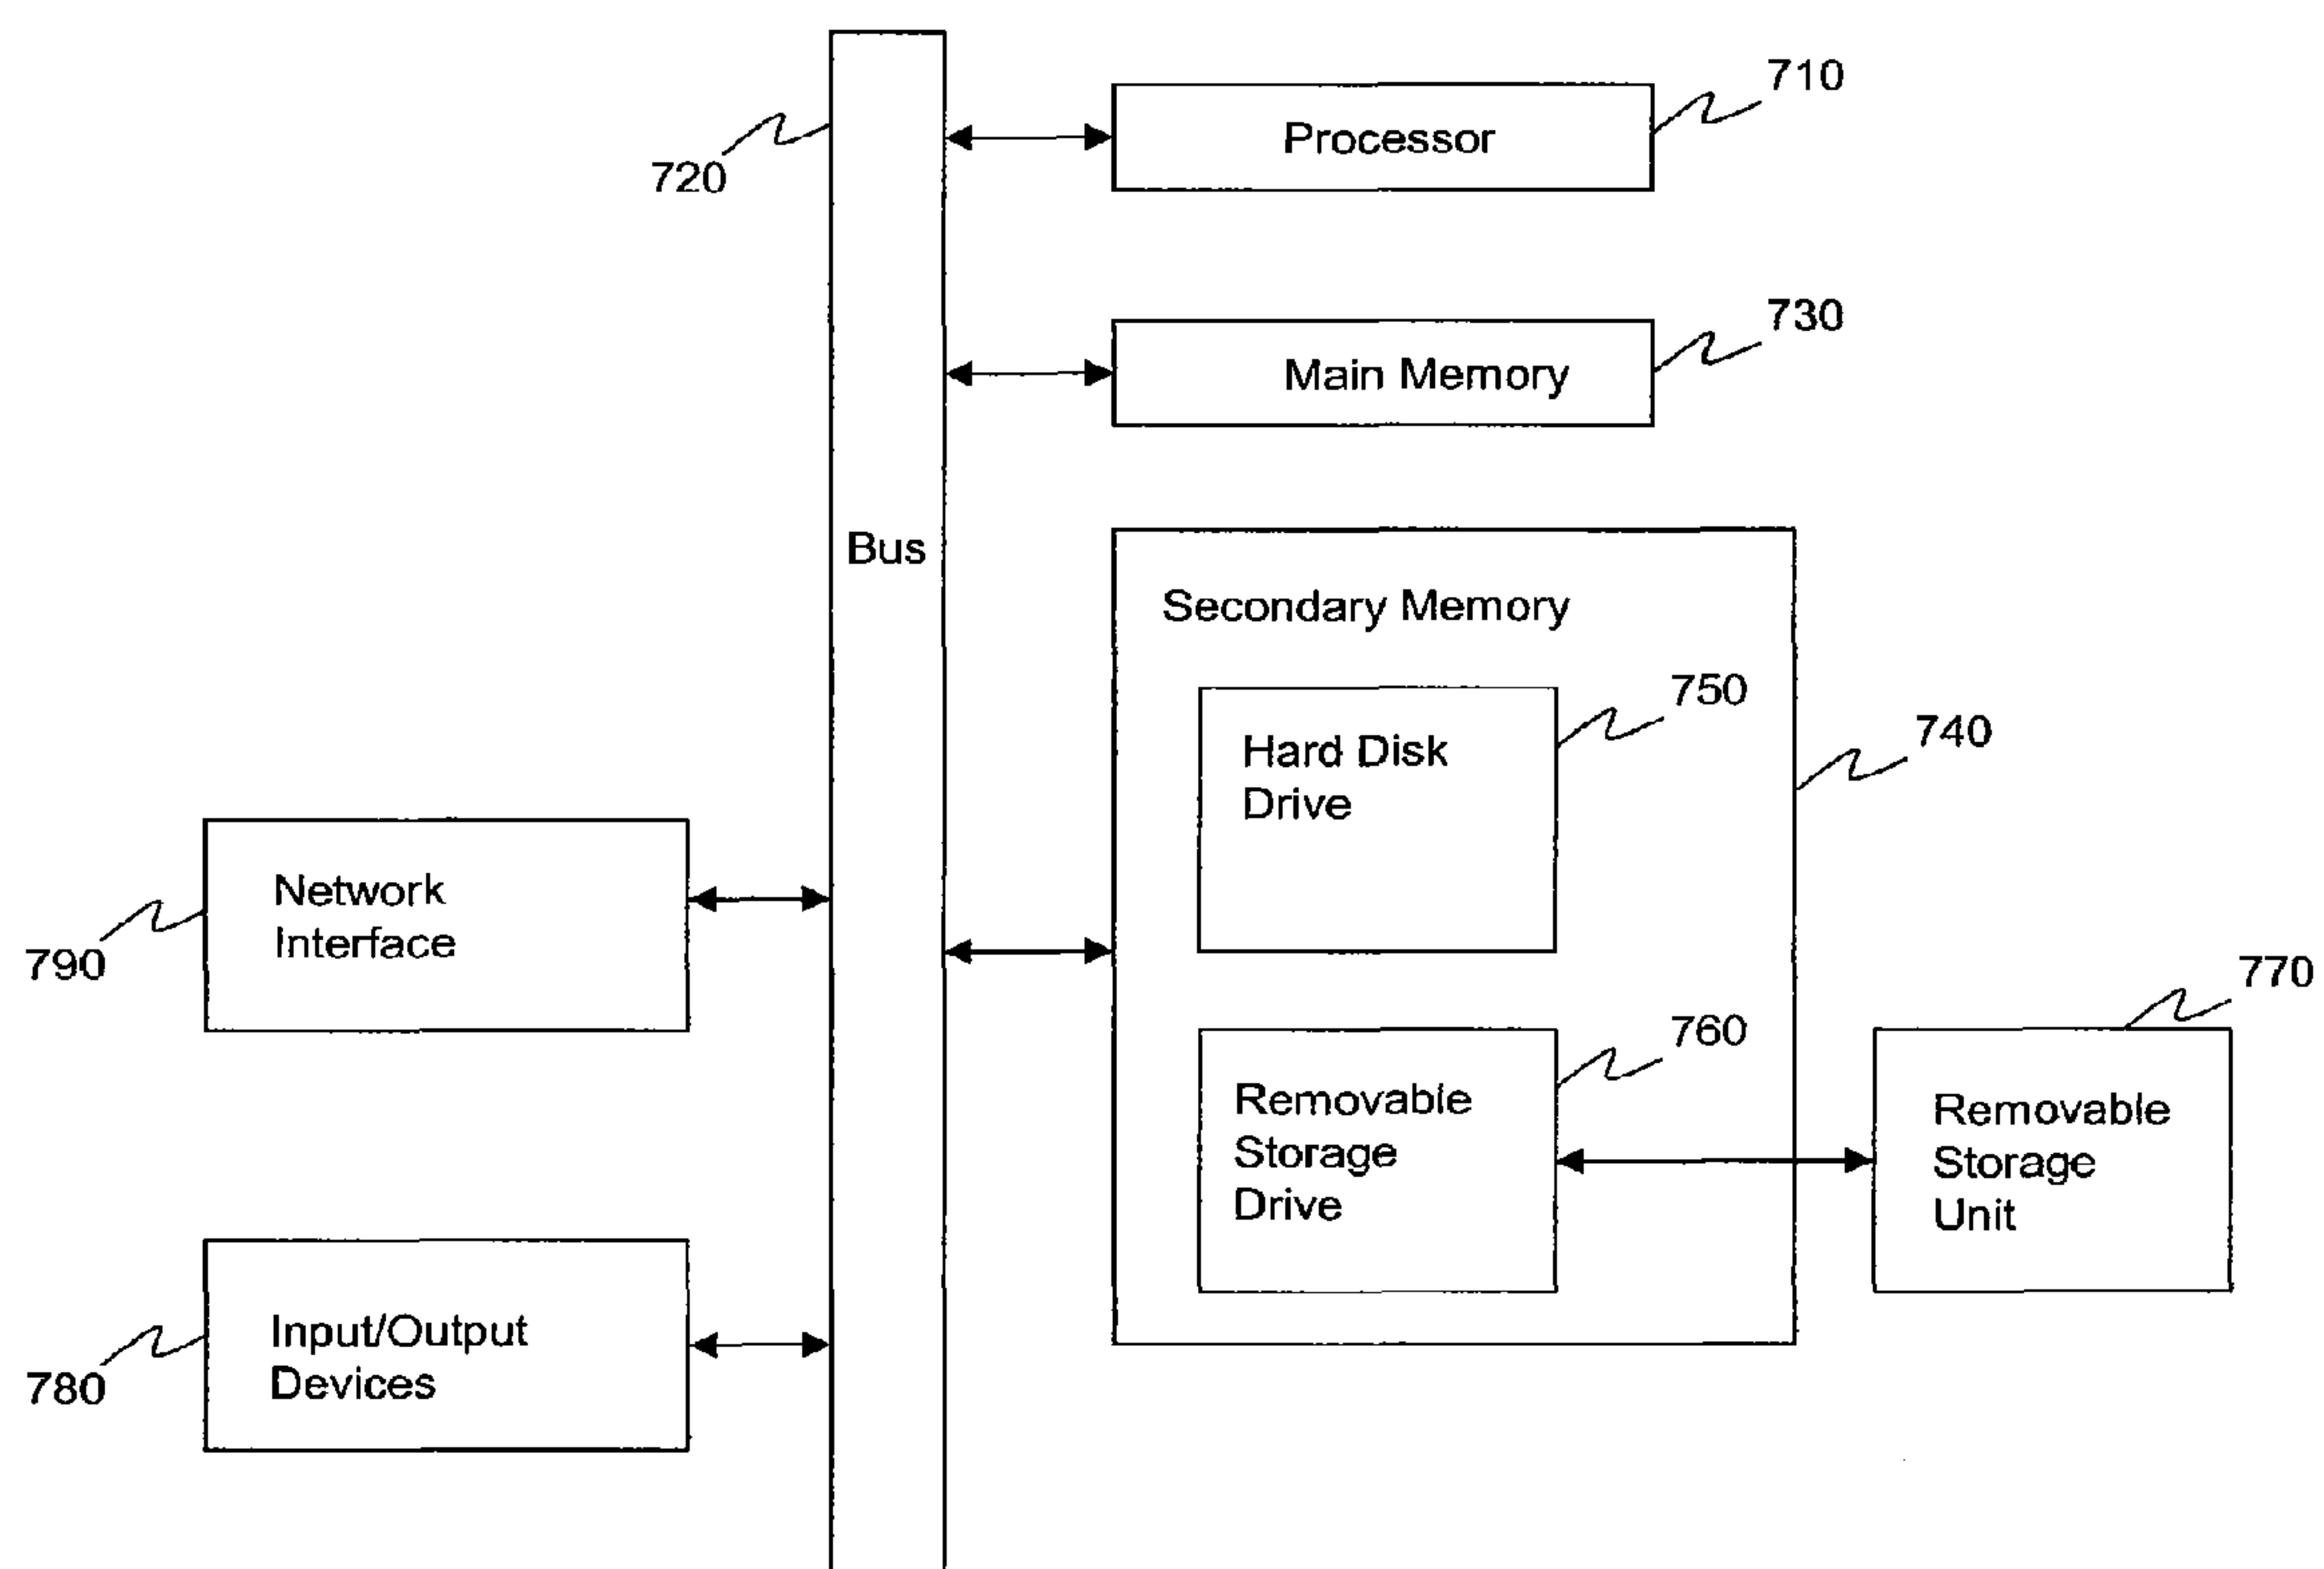 710
Processor
720
730
Main Memory
Bus
Secondary Memory
750
Hard Disk
Drive
740
Network
Interface
790
770
760
Removable
Storage
Drive
Removable
Storage
Unit
Input/Output
Devices
780